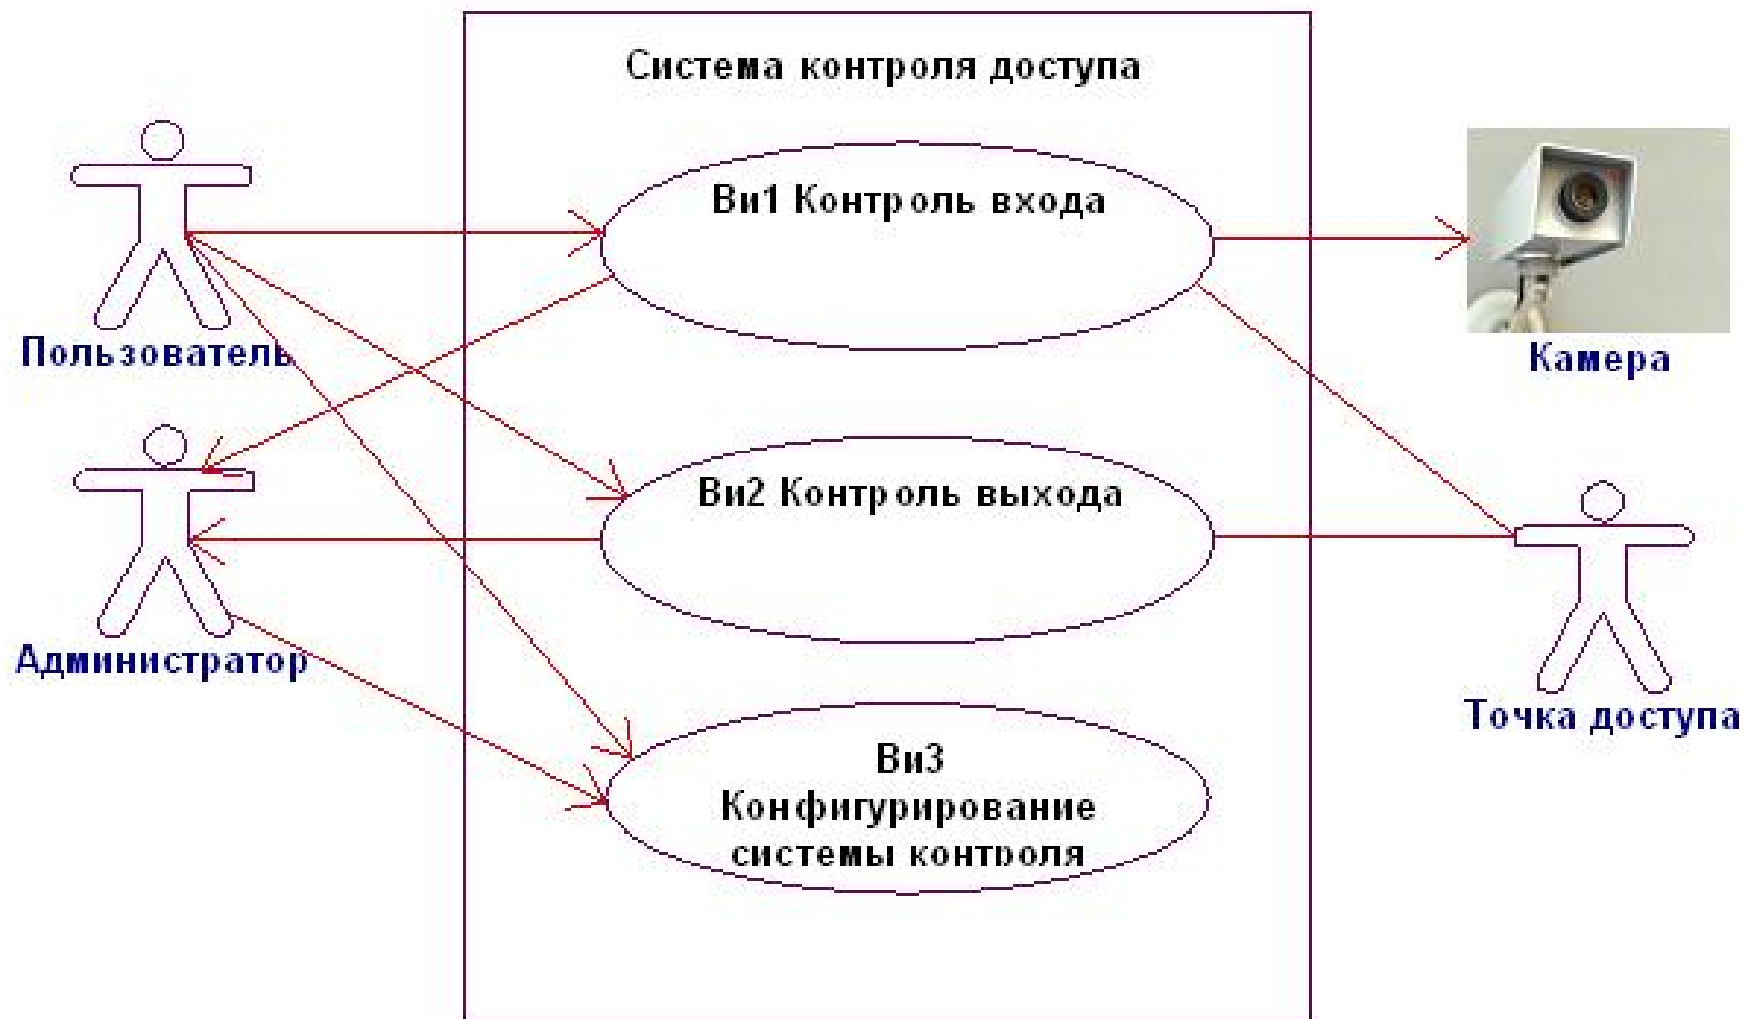 Система контроля доступа
Ви1 Контроль входа
Пользователь
Камера
Ви2 Контроль выхода
Администратор
Точка доступа
Ви3
Конфигурирование
системы контроля